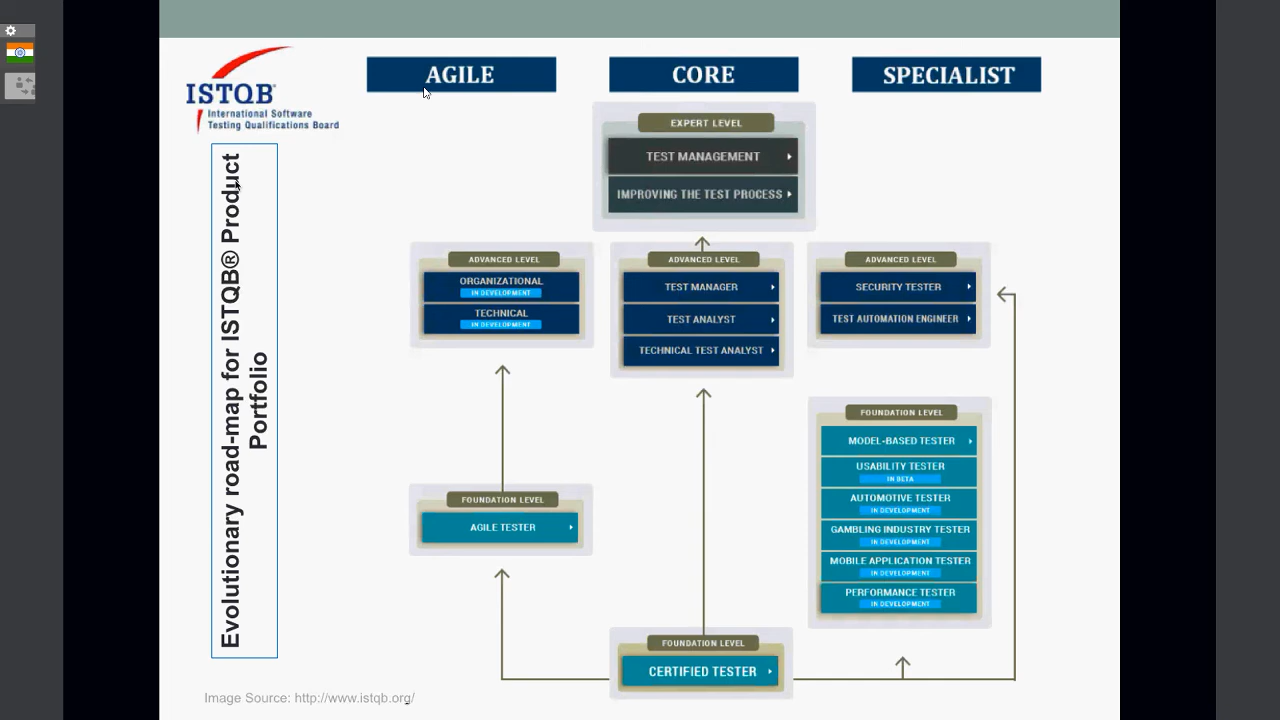 ISTQB®
International Software
Testing Qualifications Board
AGILE
CORE
SPECIALIST
Evolutionary road-map for ISTQB® Product
Portfolio
EXPERT LEVEL
TEST MANAGEMENT
IMPROVING THE TEST PROCESS
ADVANCED LEVEL
ORGANIZATIONAL
IN DEVELOPMENT
TECHNICAL
IN DEVELOPMENT
ADVANCED LEVEL
TEST MANAGER
TEST ANALYST
TECHNICAL TEST ANALYST
ADVANCED LEVEL
SECURITY TESTER
TEST AUTOMATION ENGINEER
FOUNDATION LEVEL
MODEL-BASED TESTER
USABILITY TESTER
IN BETA
AUTOMOTIVE TESTER
IN DEVELOPMENT
GAMBLING INDUSTRY TESTER
IN DEVELOPMENT
MOBILE APPLICATION TESTER
IN DEVELOPMENT
PERFORMANCE TESTER
IN DEVELOPMENT
FOUNDATION LEVEL
AGILE TESTER
FOUNDATION LEVEL
CERTIFIED TESTER
Image Source: http://www.istqb.org/